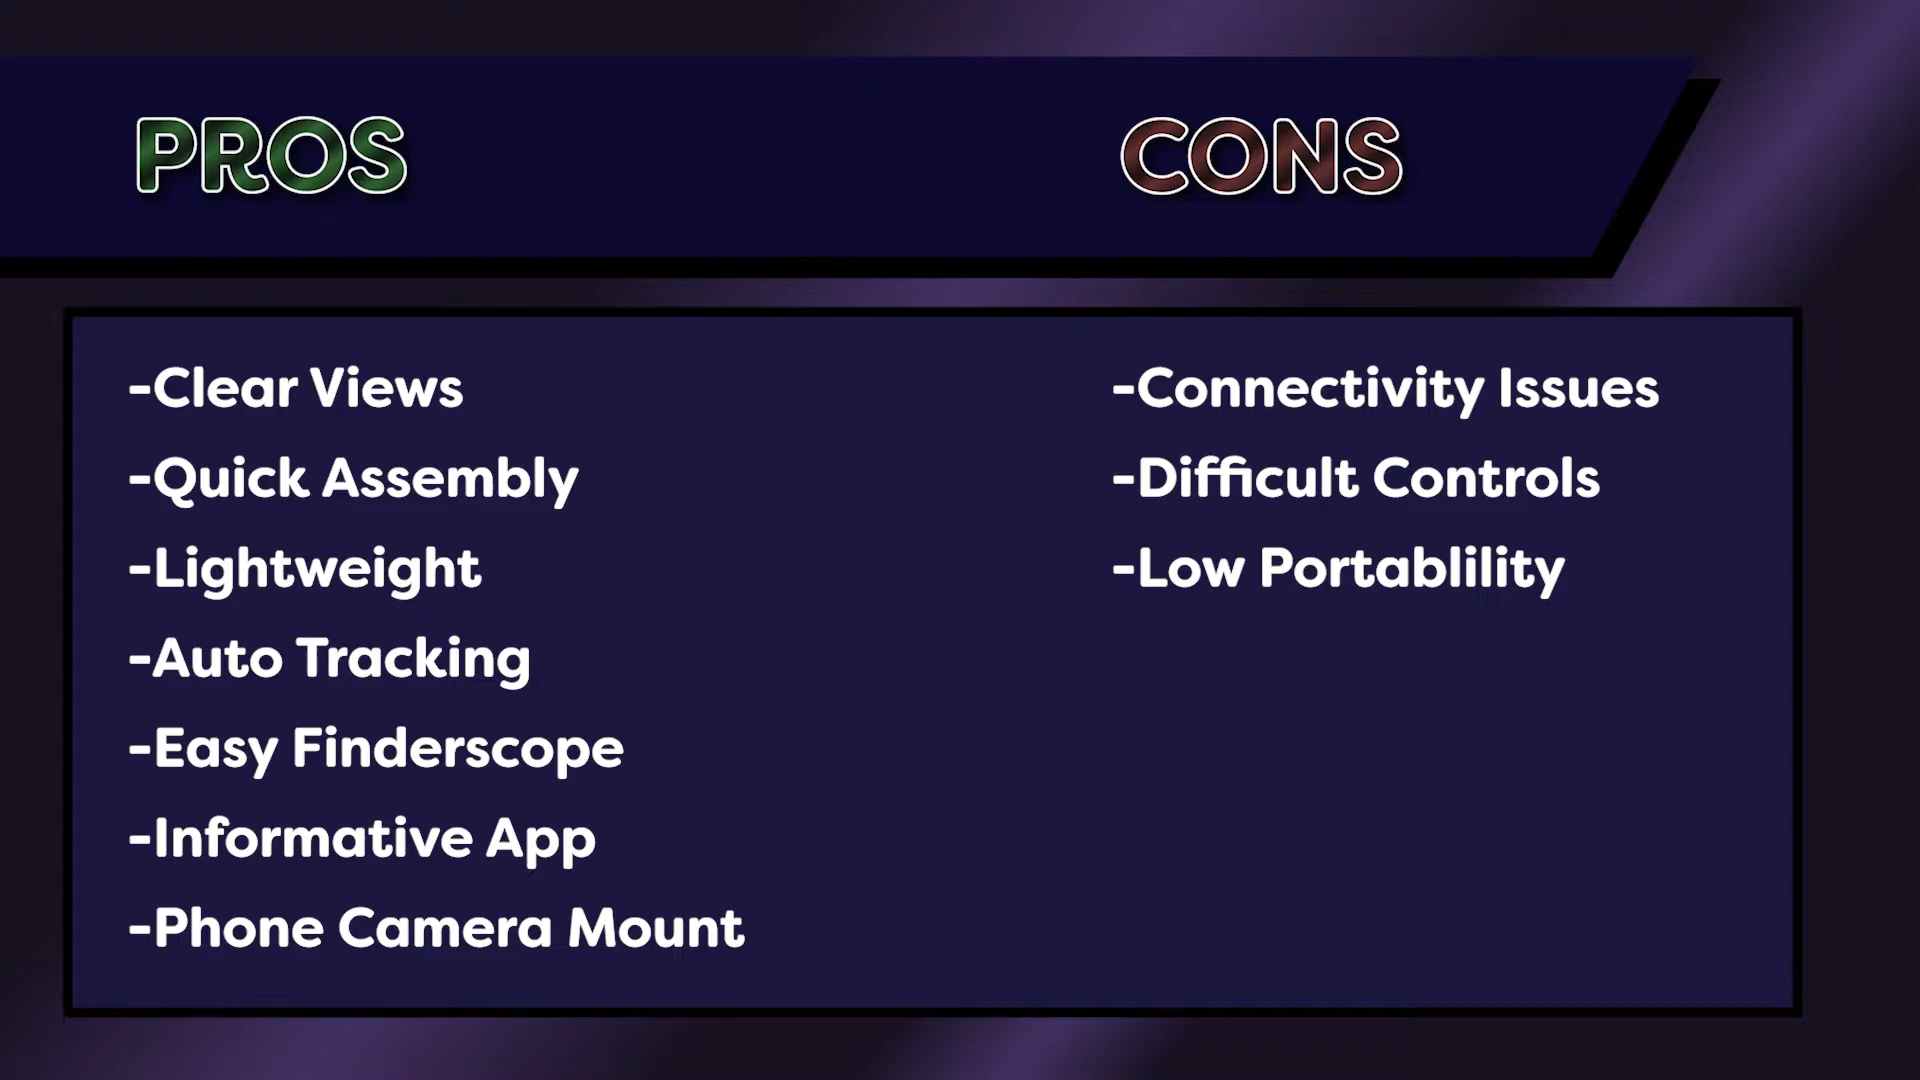 PROS
CONS
-Clear Views
-Quick Assembly
-Lightweight
-Auto Tracking
-Easy Finderscope
-Informative App
-Phone Camera Mount
-Connectivity Issues
-Difficult Controls
-Low Portablility